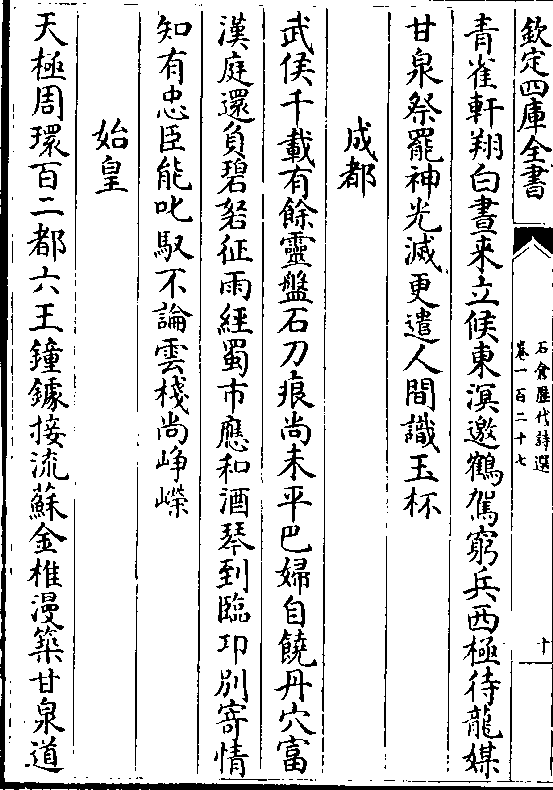 欽定四庫全書
石倉歷代詩選
卷一百二十七
十
青雀軒翔白晝來立候東溟邀鶴駕窮兵西極待龍媒
甘泉祭罷神光滅更遣人間識玉杯
成都
武侯千載有餘靈盤石刀痕尚未平巴婦自饒丹穴富
漢庭還負碧砮征雨經蜀市應和酒琴到臨邛別寄情
知有忠臣能叱馭不論雲棧尚崢嶸
始皇
天極周環百二都六王鐘鐻接流蘇金椎漫築甘泉道